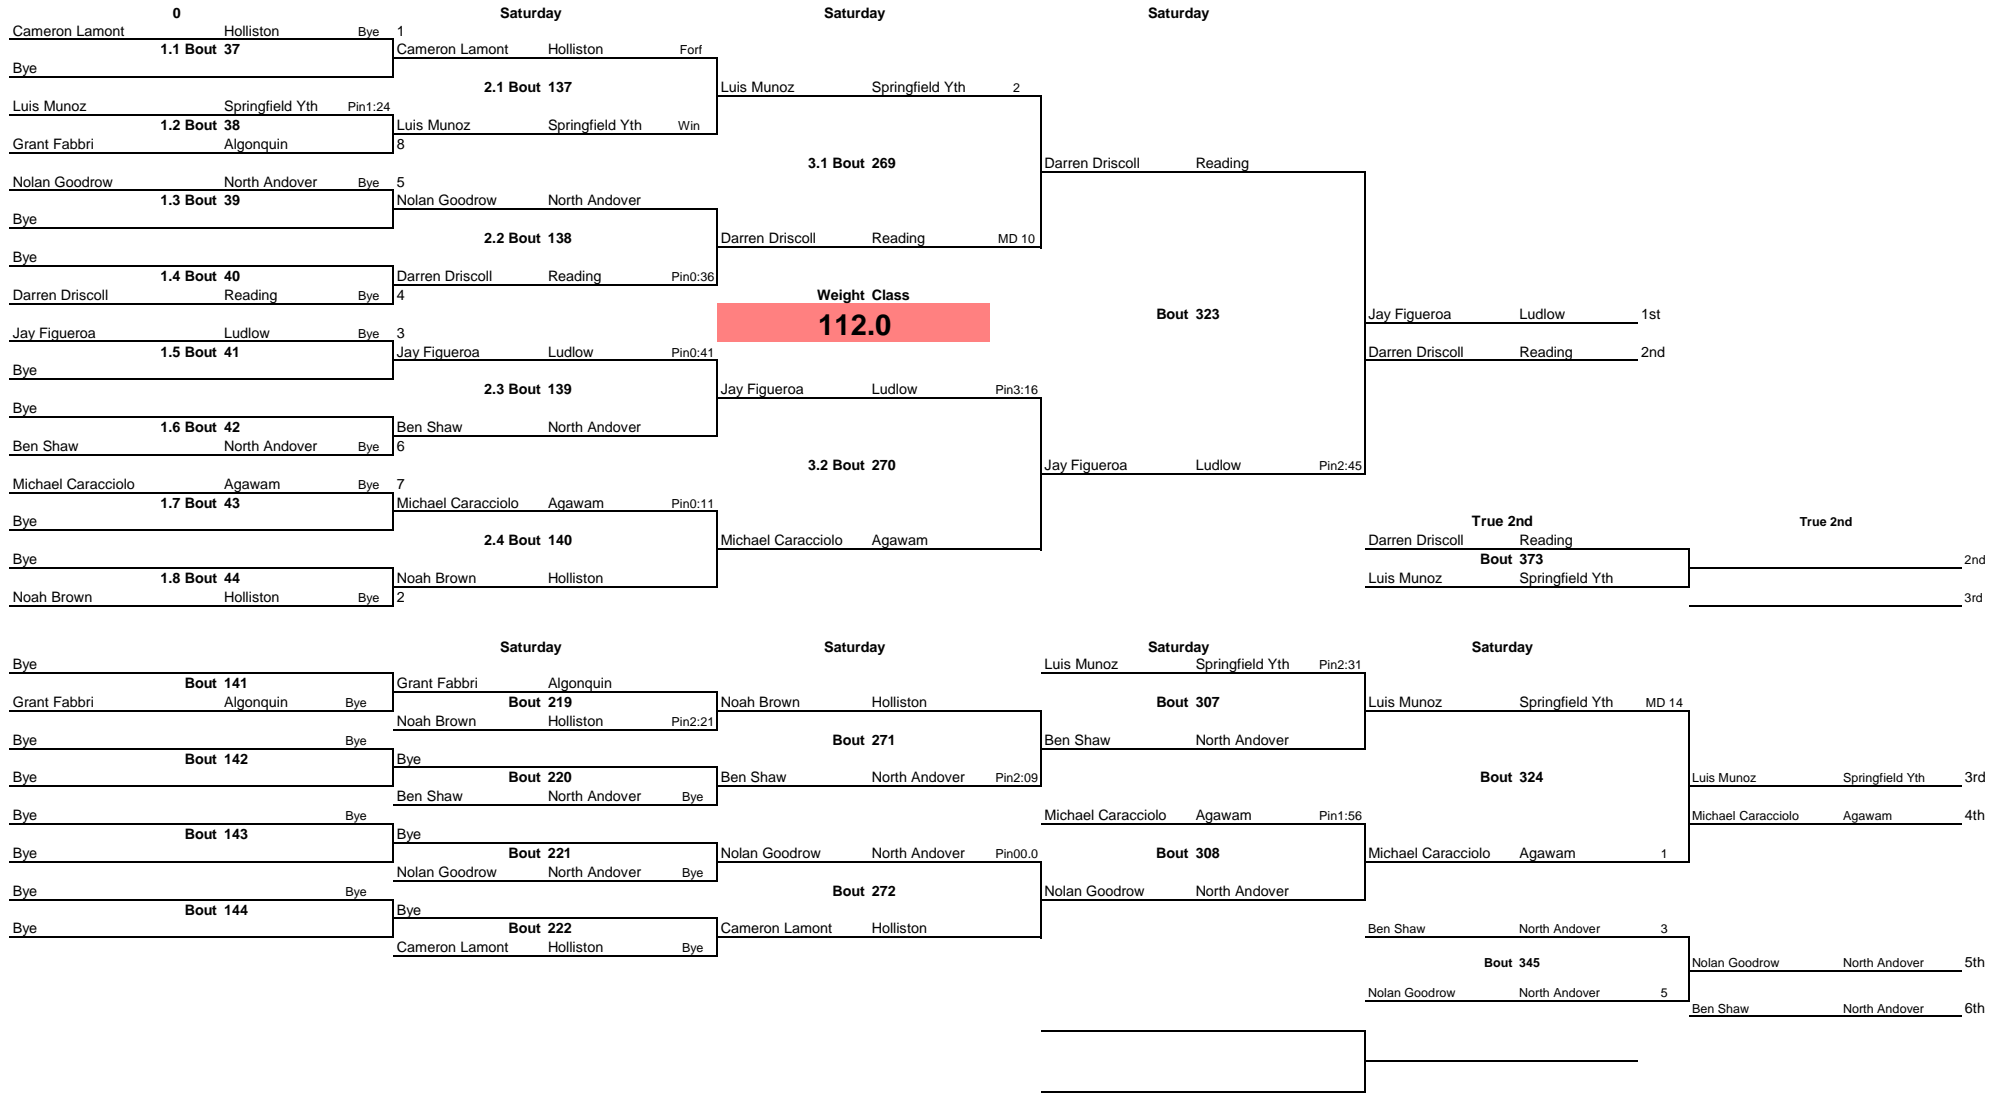 0 Saturday Saturday Saturday
Cameron Lamont Holliston Bye 1
1.1 Bout 37 Cameron Lamont Holliston Forf
Bye
2.1 Bout 137 Luis Munoz Springfield Yth 2
Luis Munoz Springfield Yth Pin1:24
1.2 Bout 38 Luis Munoz Springfield Yth Win
Grant Fabbri Algonquin 8
3.1 Bout 269 Darren Driscoll Reading
Nolan Goodrow North Andover Bye 5
1.3 Bout 39 Nolan Goodrow North Andover
Bye
2.2 Bout 138 Darren Driscoll Reading MD 10
Bye
1.4 Bout 40 Darren Driscoll Reading Pin0:36
Darren Driscoll Reading Bye 4 Weight Class
112.0 Bout 323 Jay Figueroa Ludlow 1st
Jay Figueroa Ludlow Bye 3
1.5 Bout 41 Jay Figueroa Ludlow Pin0:41 Darren Driscoll Reading 2nd
Bye
2.3 Bout 139 Jay Figueroa Ludlow Pin3:16
Bye
1.6 Bout 42 Ben Shaw North Andover
Ben Shaw North Andover Bye 6
3.2 Bout 270 Jay Figueroa Ludlow Pin2:45
Michael Caracciolo Agawam Bye 7
1.7 Bout 43 Michael Caracciolo Agawam Pin0:11
Bye True 2nd True 2nd
2.4 Bout 140 Michael Caracciolo Agawam Darren Driscoll Reading
Bye Bout 373 2nd
1.8 Bout 44 Noah Brown Holliston Luis Munoz Springfield Yth
Noah Brown Holliston Bye 2 3rd
Saturday Saturday Saturday Saturday
Bye Luis Munoz Springfield Yth Pin2:31
Bout 141 Grant Fabbri Algonquin
Grant Fabbri Algonquin Bye Bout 219 Noah Brown Holliston Bout 307 Luis Munoz Springfield Yth MD 14
Noah Brown Holliston Pin2:21
Bye Bye Bout 271 Ben Shaw North Andover
Bout 142 Bye
Bye Bout 220 Ben Shaw North Andover Pin2:09 Bout 324 Luis Munoz Springfield Yth 3rd
Ben Shaw North Andover Bye
Bye Bye Michael Caracciolo Agawam Pin1:56 Michael Caracciolo Agawam 4th
Bout 143 Bye
Bye Bout 221 Nolan Goodrow North Andover Pin00.0 Bout 308 Michael Caracciolo Agawam 1
Nolan Goodrow North Andover Bye
Bye Bye Bout 272 Nolan Goodrow North Andover
Bout 144 Bye
Bye Bout 222 Cameron Lamont Holliston Ben Shaw North Andover 3
Cameron Lamont Holliston Bye
Bout 345 Nolan Goodrow North Andover 5th
Nolan Goodrow North Andover 5
Ben Shaw North Andover 6th